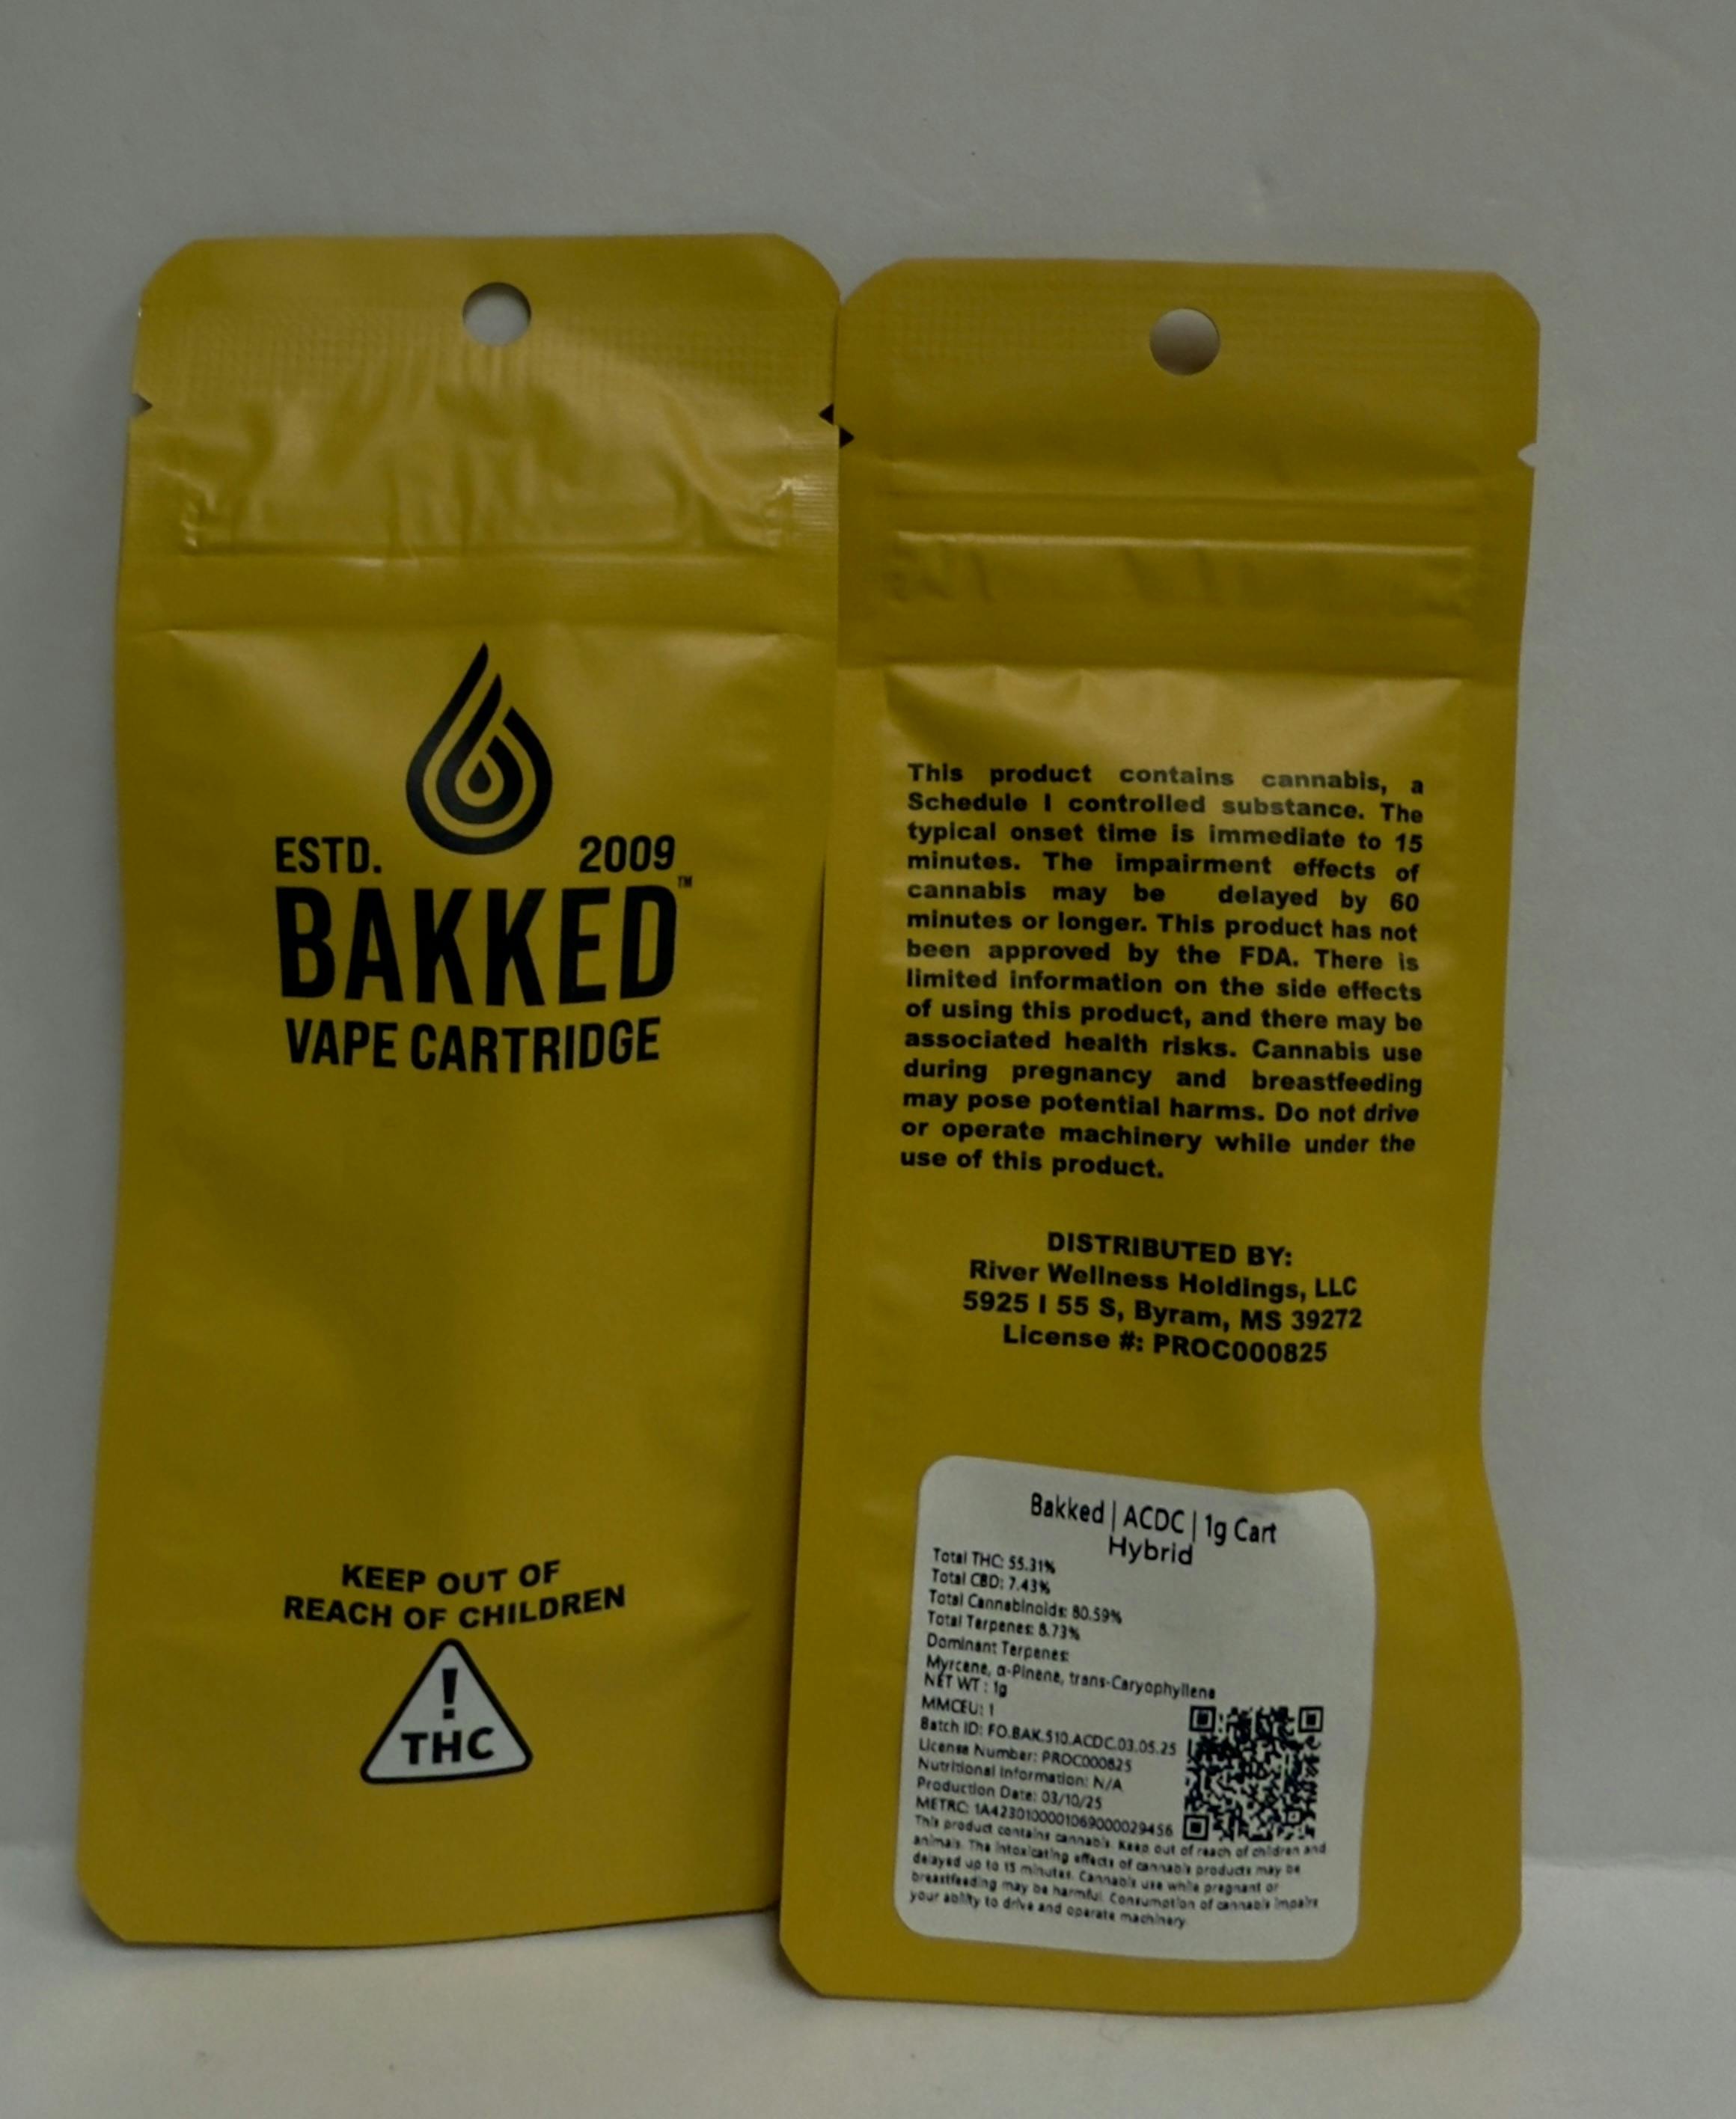 ESTD. 2009
BAKKED™
VAPE CARTRIDGE
KEEP OUT OF
REACH OF CHILDREN
!
THC
This product contains cannabis, a
Schedule I controlled substance. The
typical onset time is immediate to 15
minutes. The impairment effects of
cannabis may be delayed by 60
minutes or longer. This product has not
been approved by the FDA. There is
limited information on the side effects
of using this product, and there may be
associated health risks. Cannabis use
during pregnancy and breastfeeding
may pose potential harms. Do not drive
or operate machinery while under the
use of this product.
DISTRIBUTED BY:
River Wellness Holdings, LLC
5925 I 55 S, Byram, MS 39272
License #: PROC000825
Bakked | ACDC | 1g Cart
Hybrid
Total THC: 55.31%
Total CBD: 7.43%
Total Cannabinoids: 80.59%
Total Terpenes: 8.73%
Dominant Terpenes:
Myrcene, α-Pinene, trans-Caryophyllene
NET WT : 1g
MMCEU: 1
Batch ID: FO.BAK.510.ACDC.03.05.25
License Number: PROC000825
Nutritional Information: N/A
Production Date: 03/10/25
METRC: 1A4230100001069000029456
This product contains cannabis. Keep out of reach of children and
animals. The intoxicating effects of cannabis products may be
delayed up to 15 minutes. Cannabis use while pregnant or
breastfeeding may be harmful. Consumption of cannabis impairs
your ability to drive and operate machinery.